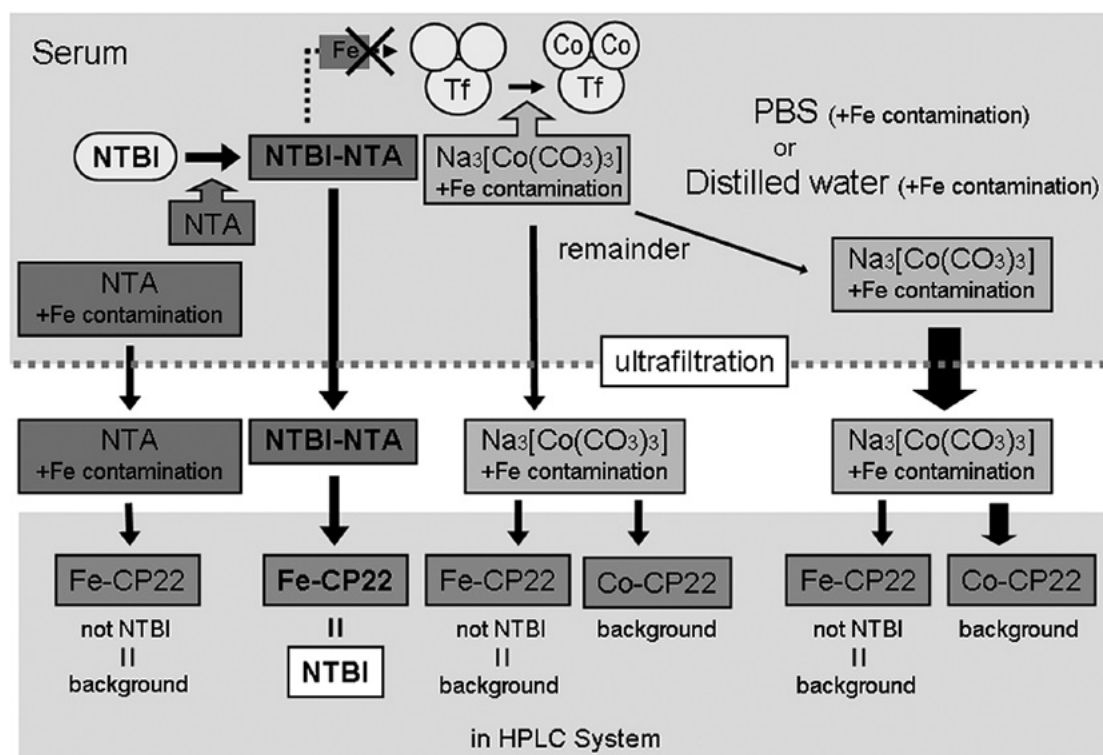 Serum
Fe
Co Co
Tf
Tf
PBS (+Fe contamination)
or
Distilled water (+Fe contamination)
NTBI
NTBI-NTA
Na3[Co(CO3)3]
+Fe contamination
NTA
remainder
NTA
+Fe contamination
Na3[Co(CO3)3]
+Fe contamination
ultrafiltration
NTA
+Fe contamination
NTBI-NTA
Na3[Co(CO3)3]
+Fe contamination
Na3[Co(CO3)3]
+Fe contamination
Fe-CP22
Fe-CP22
Fe-CP22
Co-CP22
Fe-CP22
Co-CP22
not NTBI
=
background
=
NTBI
not NTBI
=
background
background
not NTBI
=
background
background
in HPLC System